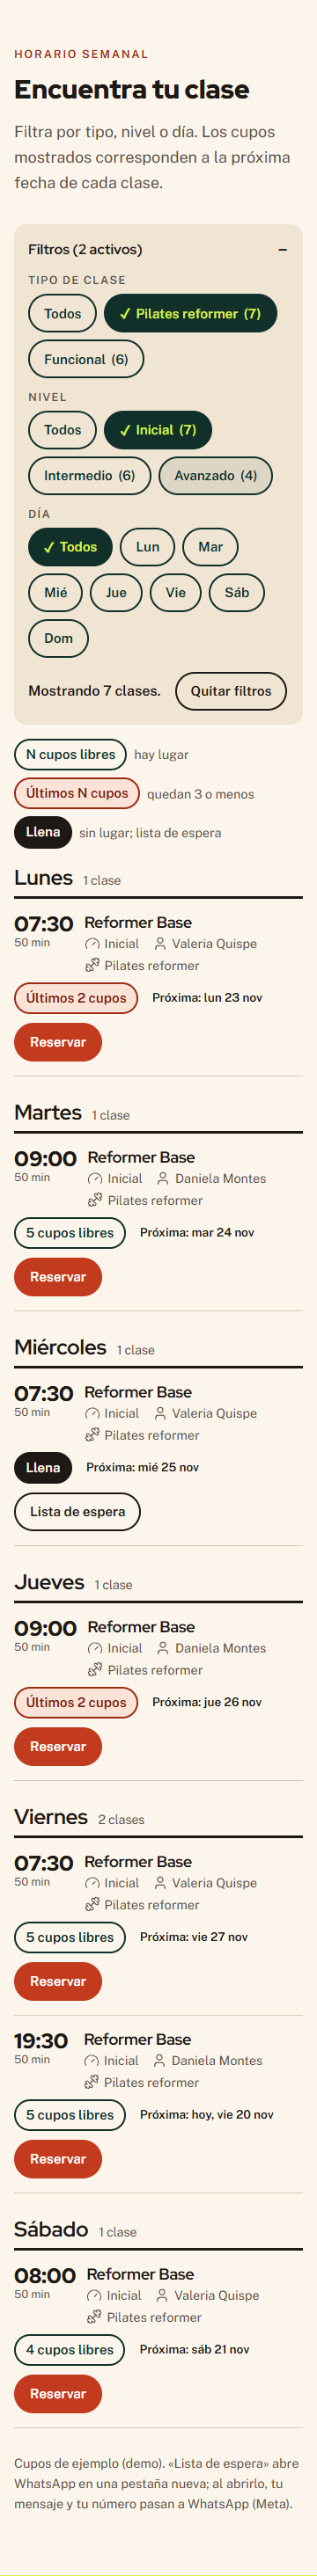 HORARIO SEMANAL
Encuentra tu clase
Filtra por tipo, nivel o día. Los cupos
mostrados corresponden a la próxima
fecha de cada clase.
Filtros (2 activos) −
TIPO DE CLASE
Todos ✓ Pilates reformer (7)
Funcional (6)
NIVEL
Todos ✓ Inicial (7)
Intermedio (6) Avanzado (4)
DÍA
✓ Todos Lun Mar
Mié Jue Vie Sáb
Dom
Mostrando 7 clases. Quitar filtros
N cupos libres hay lugar
Últimos N cupos quedan 3 o menos
Llena sin lugar; lista de espera
Lunes 1 clase
07:30 Reformer Base
50 min Inicial Valeria Quispe
Pilates reformer
Últimos 2 cupos Próxima: lun 23 nov
Reservar
Martes 1 clase
09:00 Reformer Base
50 min Inicial Daniela Montes
Pilates reformer
5 cupos libres Próxima: mar 24 nov
Reservar
Miércoles 1 clase
07:30 Reformer Base
50 min Inicial Valeria Quispe
Pilates reformer
Llena Próxima: mié 25 nov
Lista de espera
Jueves 1 clase
09:00 Reformer Base
50 min Inicial Daniela Montes
Pilates reformer
Últimos 2 cupos Próxima: jue 26 nov
Reservar
Viernes 2 clases
07:30 Reformer Base
50 min Inicial Valeria Quispe
Pilates reformer
5 cupos libres Próxima: vie 27 nov
Reservar
19:30 Reformer Base
50 min Inicial Daniela Montes
Pilates reformer
5 cupos libres Próxima: hoy, vie 20 nov
Reservar
Sábado 1 clase
08:00 Reformer Base
50 min Inicial Valeria Quispe
Pilates reformer
4 cupos libres Próxima: sáb 21 nov
Reservar
Cupos de ejemplo (demo). «Lista de espera» abre
WhatsApp en una pestaña nueva; al abrirlo, tu
mensaje y tu número pasan a WhatsApp (Meta).